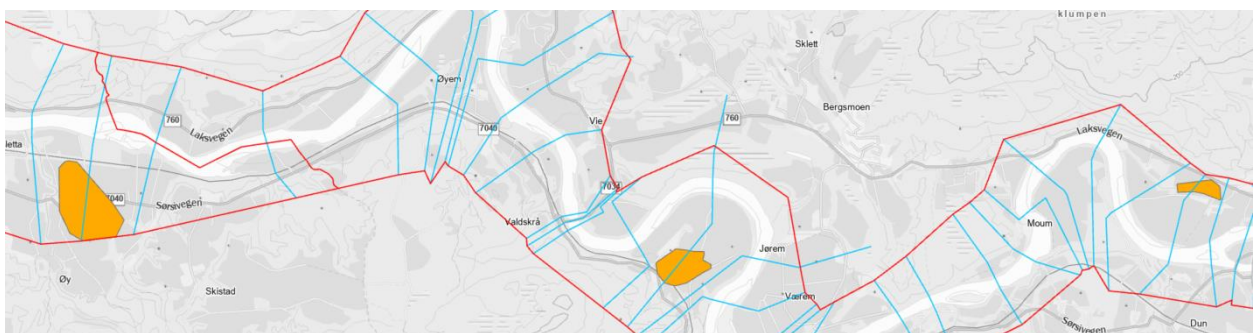 klumpen
Sklett
Øyem
Bergsmoen
760
Laksvegen
7040
Vie
760
Laksvegen
letta
7040
Sørsivegen
Valdskrå
Moum
Jørem
Øy
Skistad
Værem
Sørsivegen
Dun